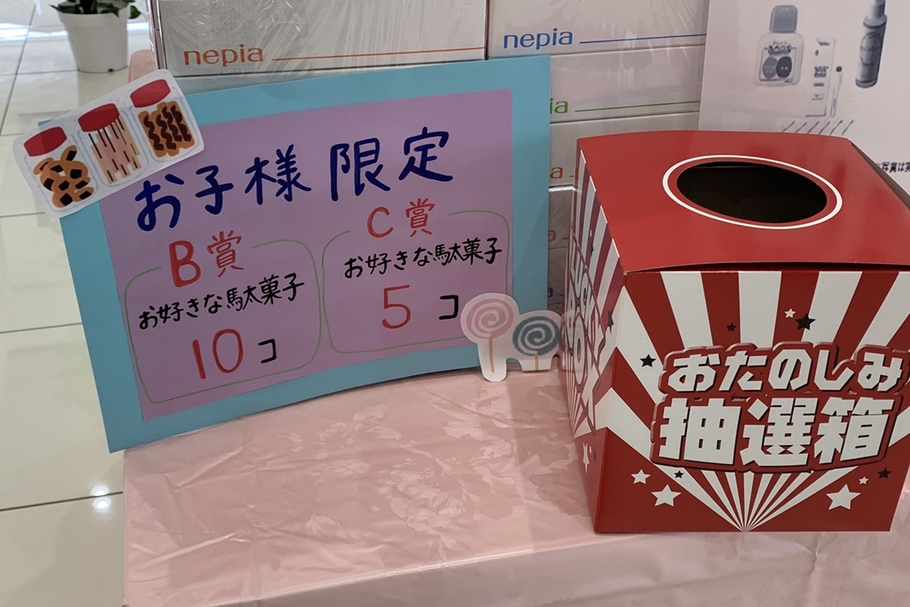 nepia
nepia
お子様 限定
B賞
お好きな駄菓子
10コ
C賞
お好きな駄菓子
5コ
おたのしみ
抽選箱